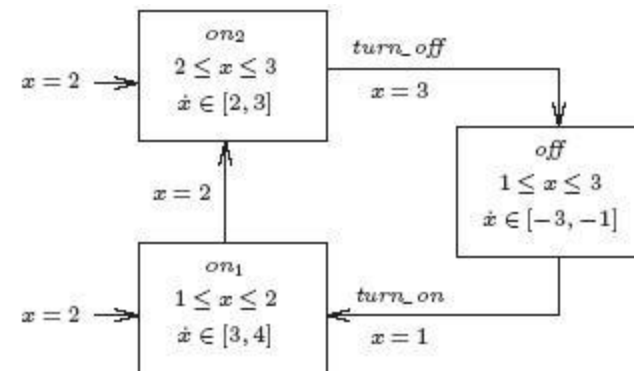 on₂
2 ≤ x ≤ 3
ẋ ∈ [2, 3]
x = 2
turn_off
x = 3
off
1 ≤ x ≤ 3
ẋ ∈ [−3, −1]
x = 2
on₁
1 ≤ x ≤ 2
ẋ ∈ [3, 4]
x = 2
turn_on
x = 1